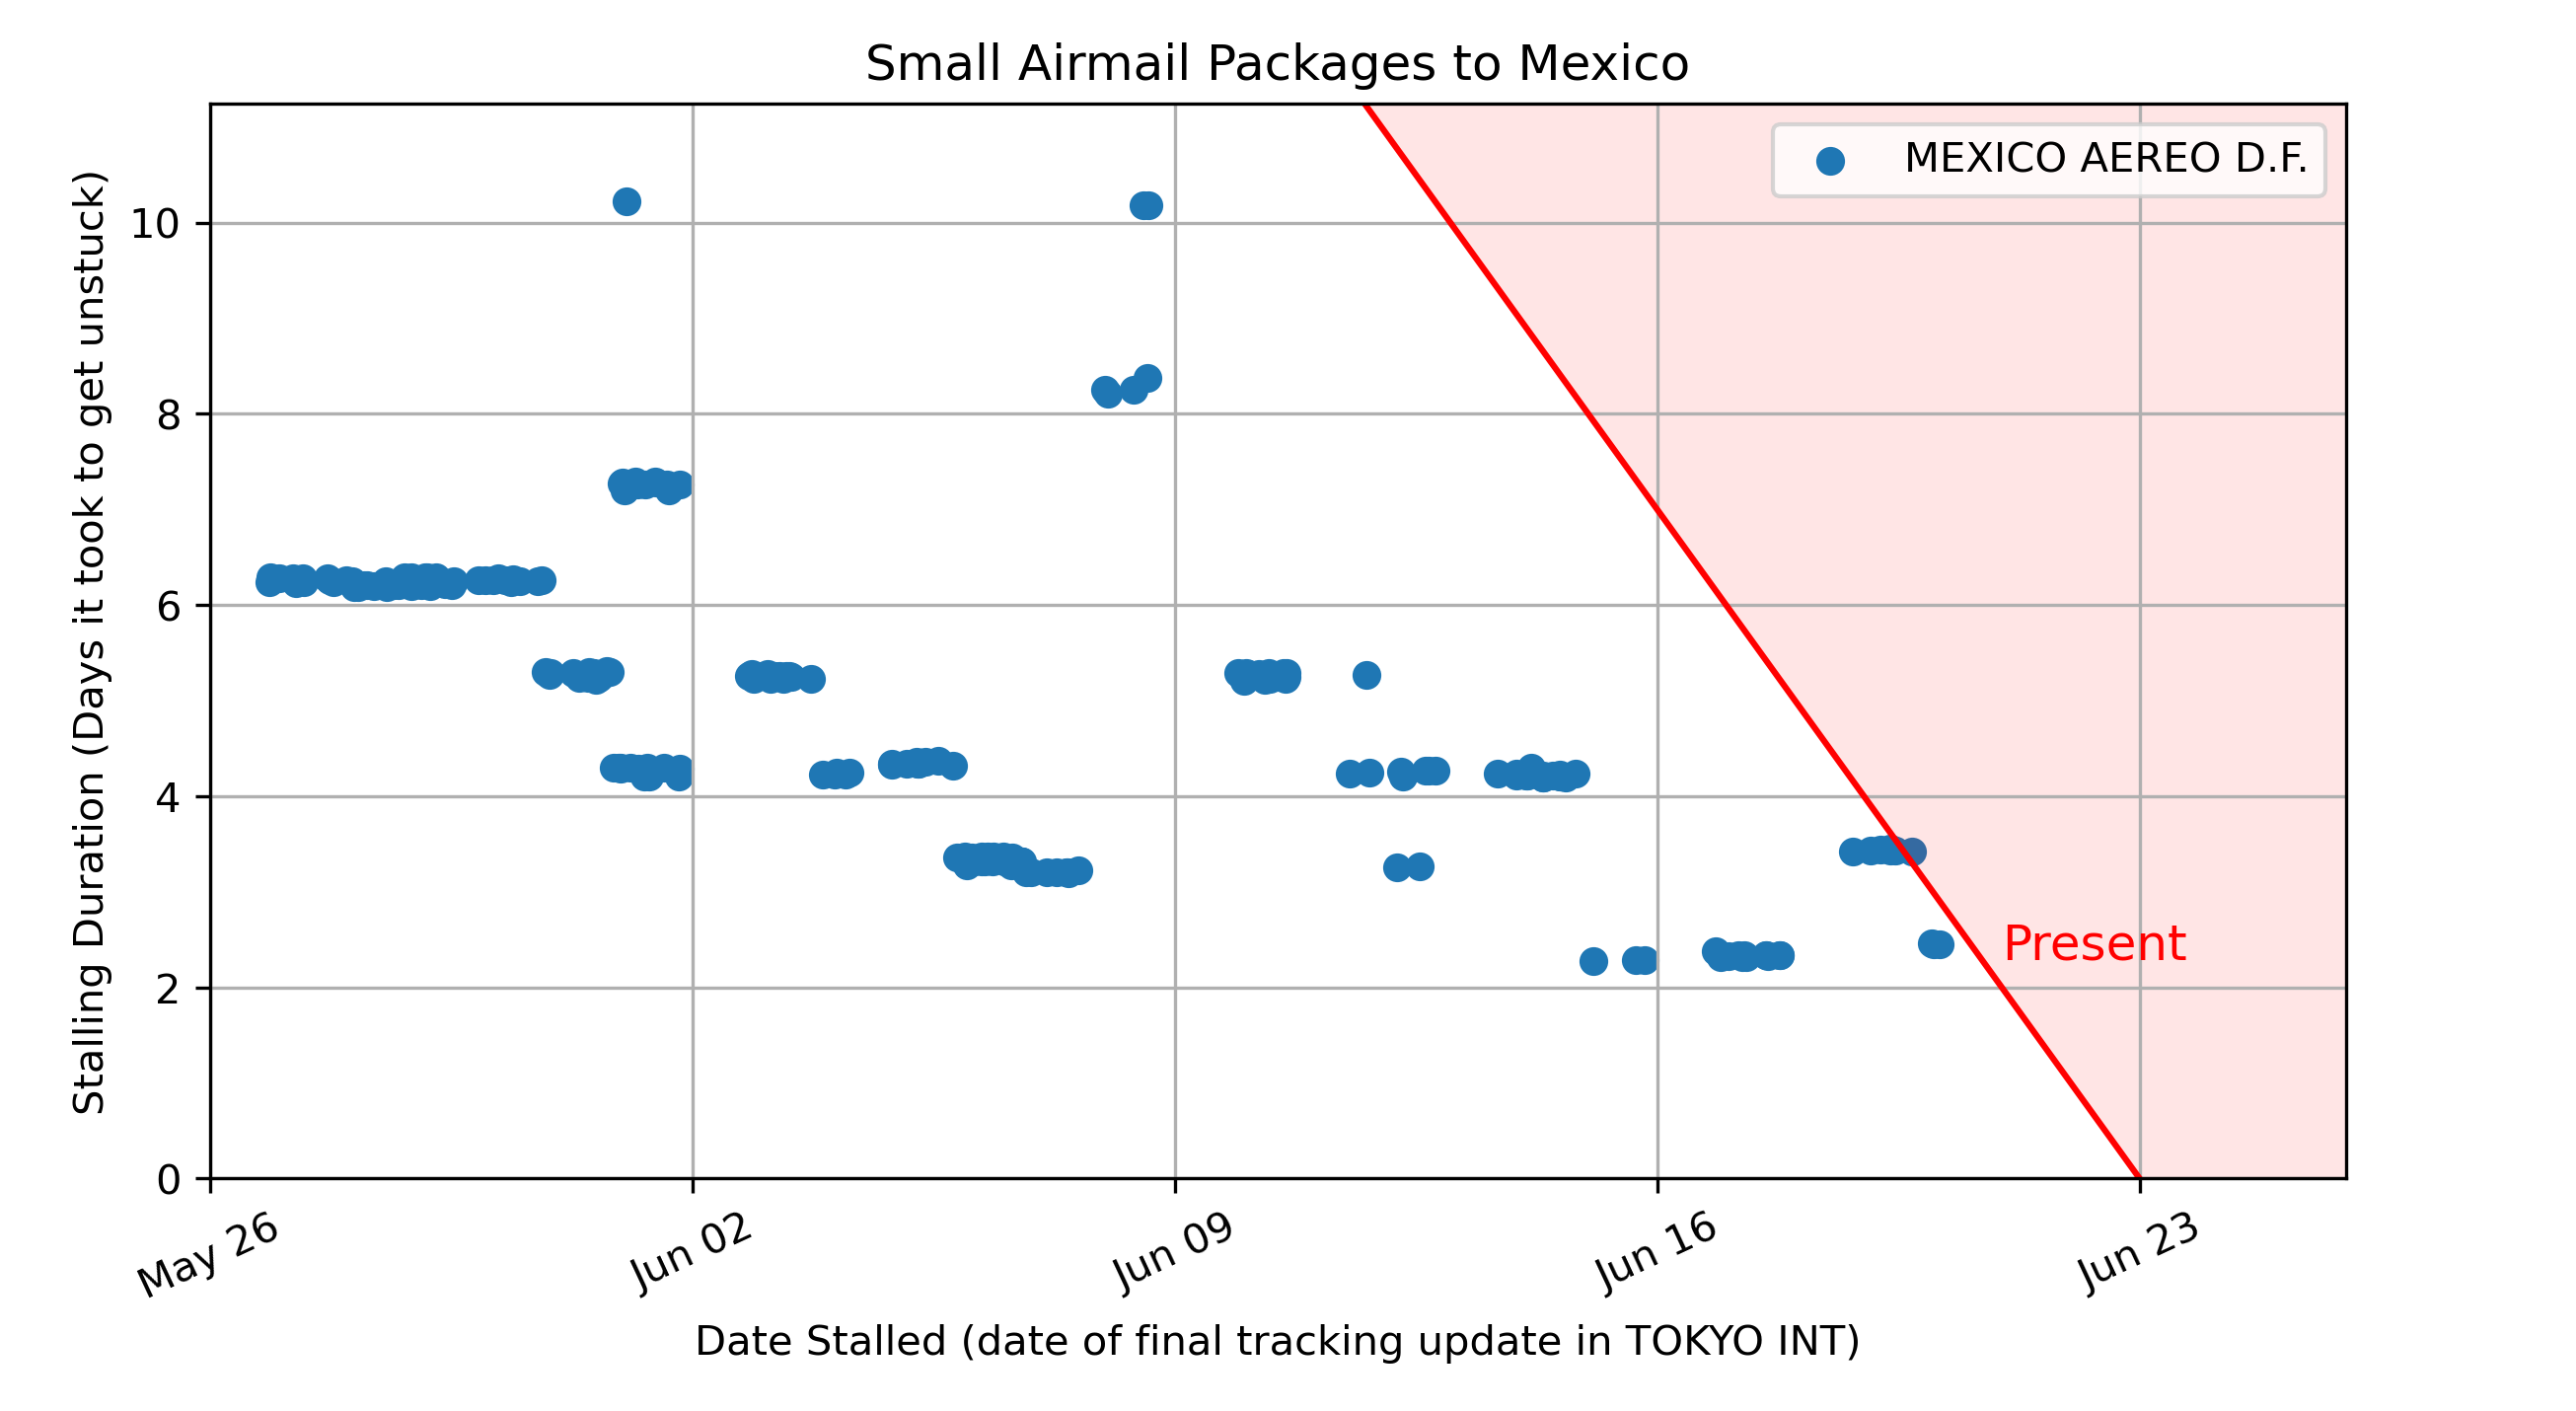 Small Airmail Packages to Mexico
MEXICO AEREO D.F.
Stalling Duration (Days it took to get unstuck)
10
8
6
4
2
0
Present
May 26
Jun 02
Jun 09
Jun 16
Jun 23
Date Stalled (date of final tracking update in TOKYO INT)